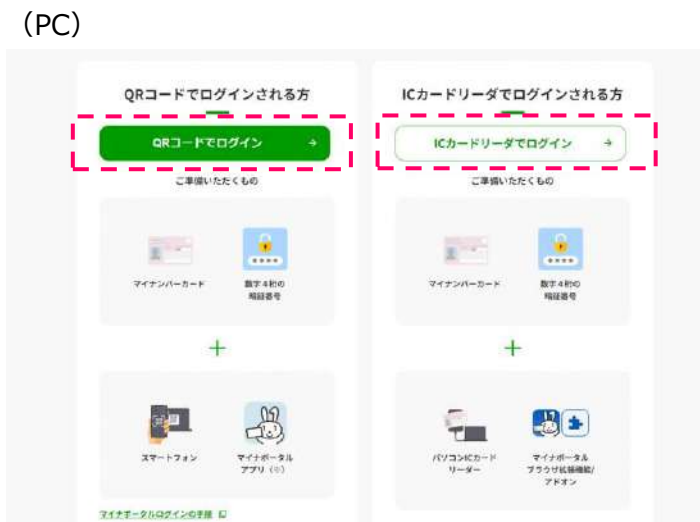 （PC）
QRコードでログインされる方
QRコードでログイン →
ご準備いただくもの
マイナンバーカード
数字4桁の
暗証番号
+
スマートフォン
マイナポータル
アプリ（※）
マイナポータルログインの手順
ICカードリーダでログインされる方
ICカードリーダでログイン →
ご準備いただくもの
マイナンバーカード
数字4桁の
暗証番号
+
パソコンICカード
リーダー
マイナポータル
ブラウザ拡張機能/
アドオン